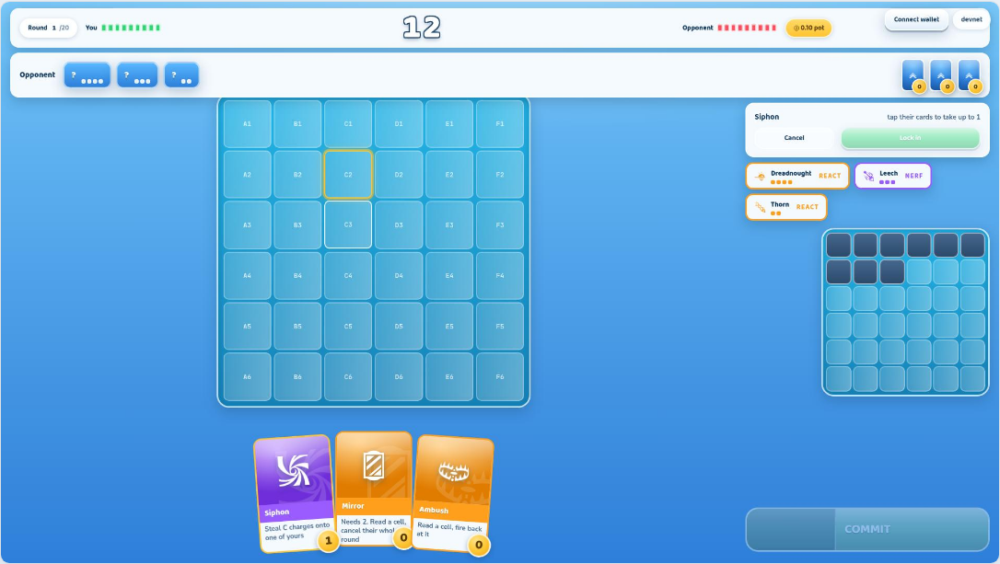 Round 1 /20
You
12
Opponent
0.10 pot
Connect wallet
devnet
Opponent
?
?
?
0
0
0
A1 B1 C1 D1 E1 F1
A2 B2 C2 D2 E2 F2
A3 B3 C3 D3 E3 F3
A4 B4 C4 D4 E4 F4
A5 B5 C5 D5 E5 F5
A6 B6 C6 D6 E6 F6
Siphon
tap their cards to take up to 1
Cancel
Lock in
Dreadnought
REACT
Leech
NERF
Thorn
REACT
Siphon
Steal C charges onto
one of yours
1
Mirror
Needs 2. Read a cell,
cancel their
round
0
Ambush
Read a cell, fire back
at it
0
COMMIT